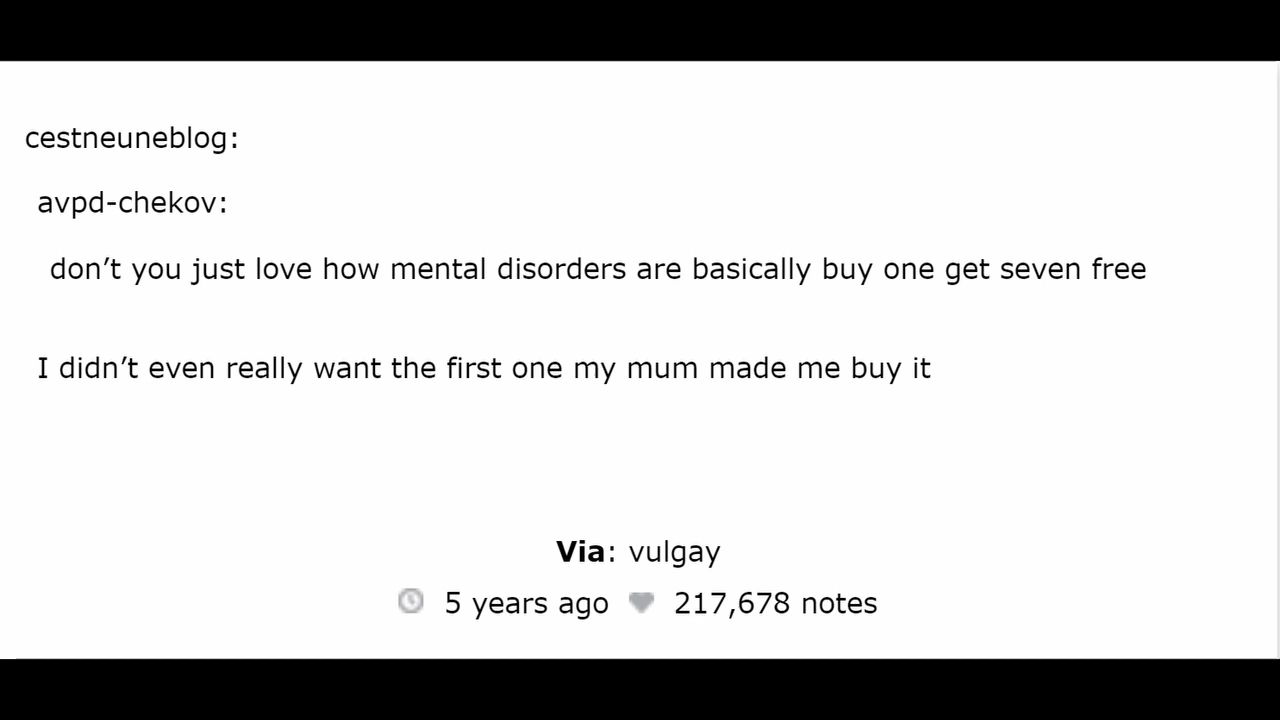 cestneuneblog:
avpd-chekov:
don’t you just love how mental disorders are basically buy one get seven free
I didn’t even really want the first one my mum made me buy it
Via: vulgay
5 years ago 217,678 notes